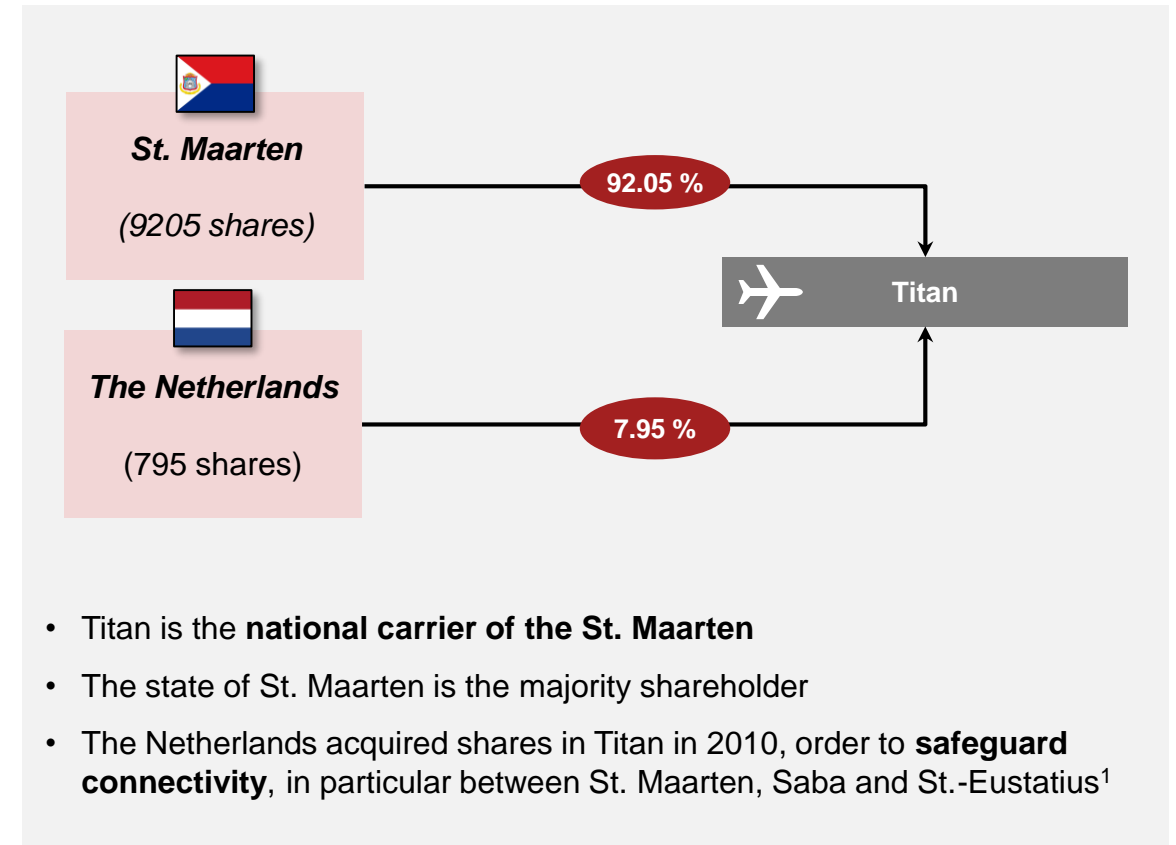 St. Maarten
(9205 shares)
92.05 %
Titan
The Netherlands
(795 shares)
7.95 %
• Titan is the national carrier of the St. Maarten
• The state of St. Maarten is the majority shareholder
• The Netherlands acquired shares in Titan in 2010, order to safeguard
connectivity, in particular between St. Maarten, Saba and St.-Eustatius¹